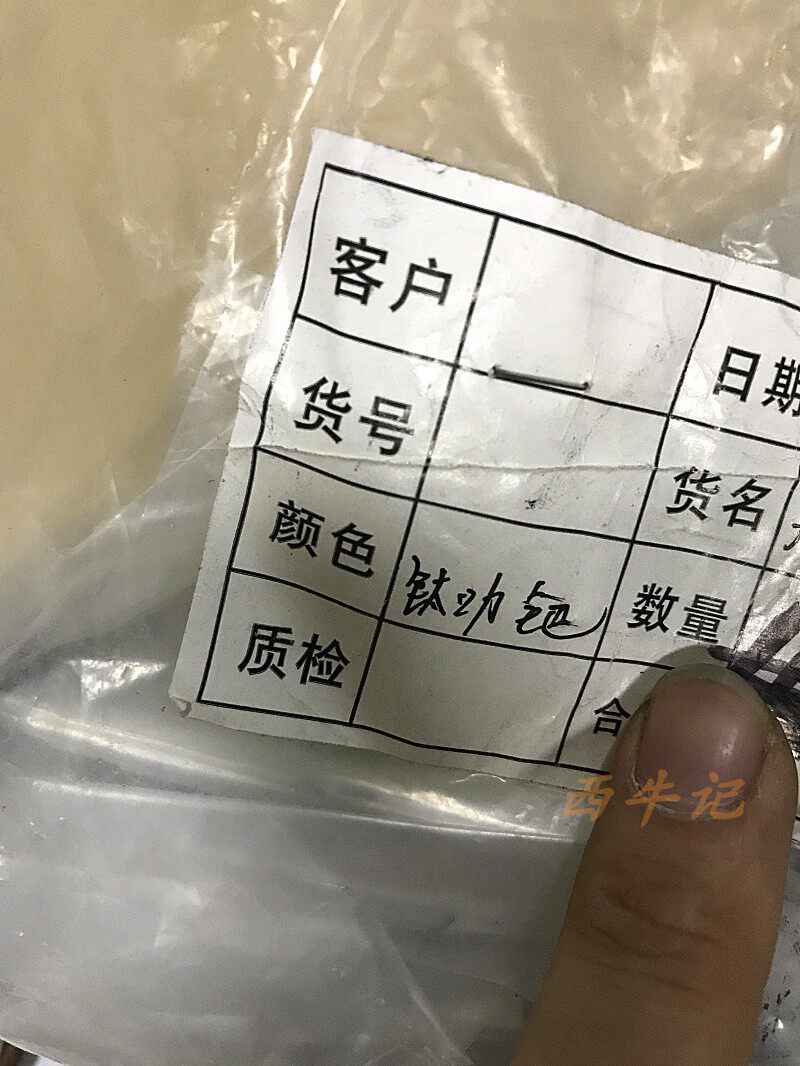 客户 日期
货号 货名
颜色 钛功 数量
质检 合
西牛记